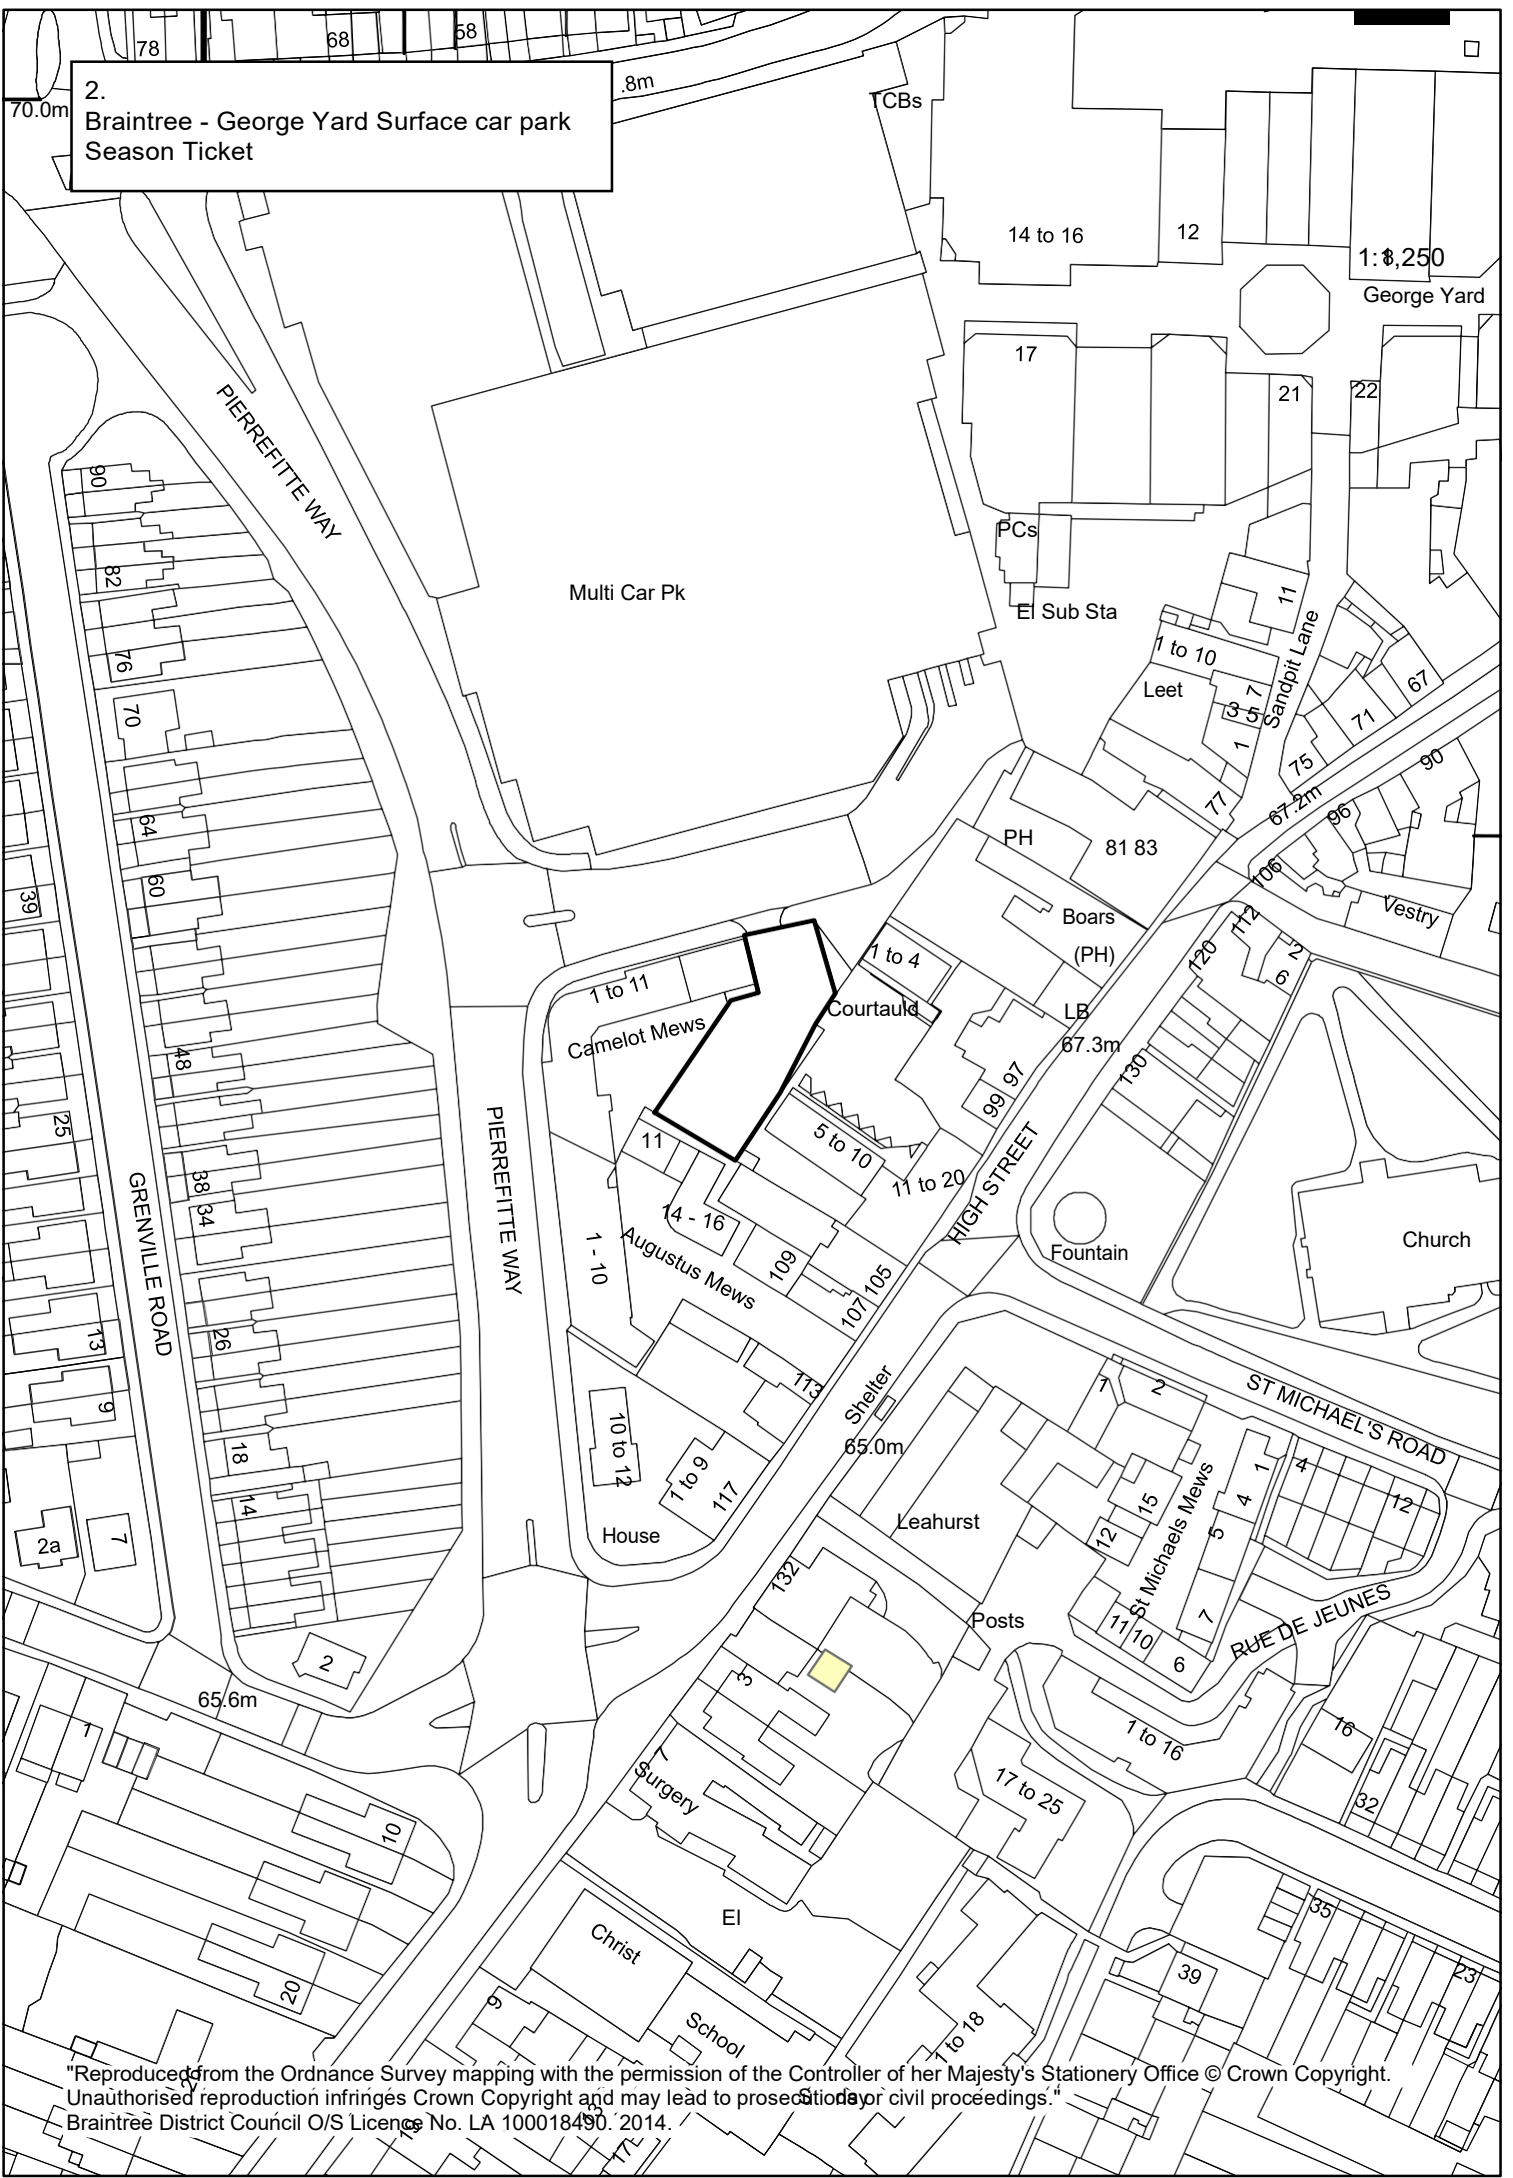 78
68
58
2.
Braintree - George Yard Surface car park
Season Ticket
70.0m
.8m
TCBs
14 to 16
12
George Yard
17
21
22
PIERREFITTE WAY
90
82
76
70
64
60
48
38
34
26
18
14
2
Multi Car Pk
PCs
El Sub Sta
11
1 to 10
Leet
7
3 5
1
Sandpit Lane
67
71
75
77
67.2m
90
96
106
Vestry
112
2
6
120
130
PH
81 83
Boars
(PH)
1 to 4
Courtauld
LB
67.3m
97
99
1 to 11
Camelot Mews
39
25
13
9
7
2a
GRENVILLE ROAD
PIERREFITTE WAY
11
14 - 16
5 to 10
11 to 20
HIGH STREET
Fountain
Church
1 - 10
Augustus Mews
109
105
107
113
Shelter
65.0m
10 to 12
1 to 9
117
House
1
2
ST MICHAEL'S ROAD
Leahurst
15
12
St Michaels Mews
1
4
5
7
4
12
11
10
6
RUE DE JEUNES
132
Posts
3
7
Surgery
1 to 16
16
32
17 to 25
65.6m
1
10
20
El
Christ
School
9
39
35
23
1 to 18
"Reproduced from the Ordnance Survey mapping with the permission of the Controller of her Majesty's Stationery Office © Crown Copyright.
Unauthorised reproduction infringes Crown Copyright and may lead to prosecution or civil proceedings."
Braintree District Council O/S Licence No. LA 100018490. 2014.
19
13
17